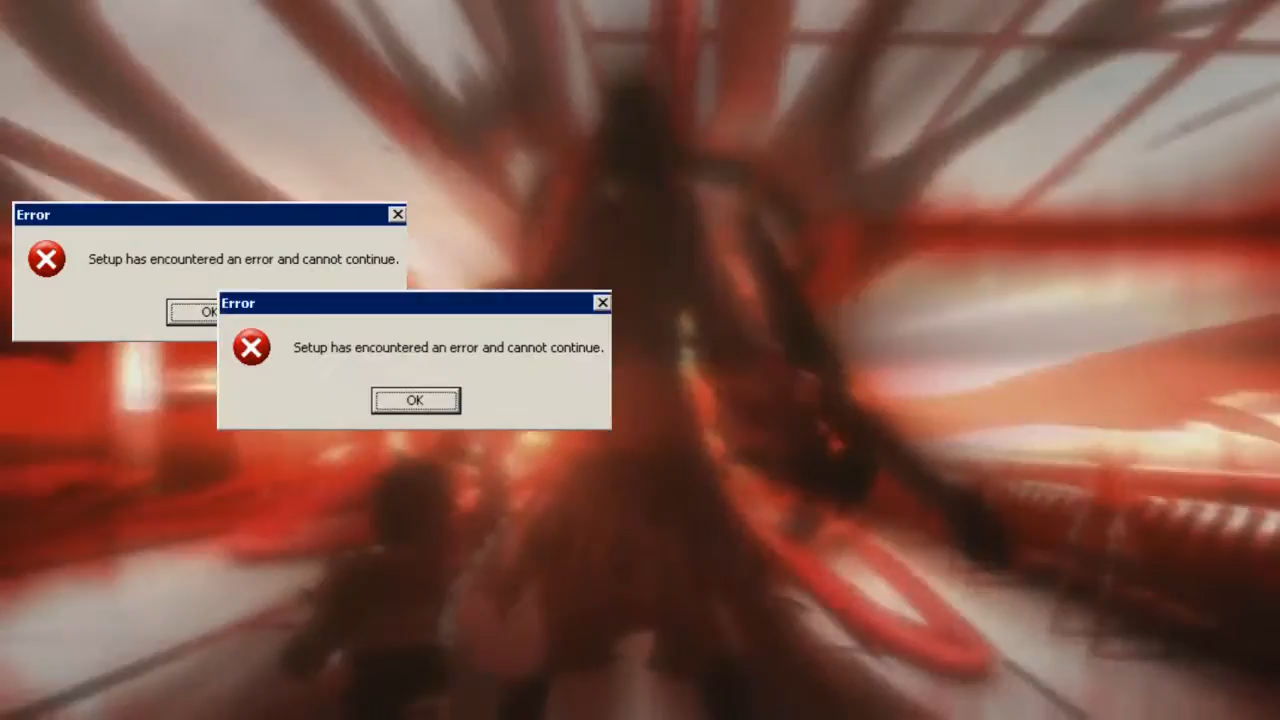 Error
Setup has encountered an error and cannot continue.
OK
Error
Setup has encountered an error and cannot continue.
OK